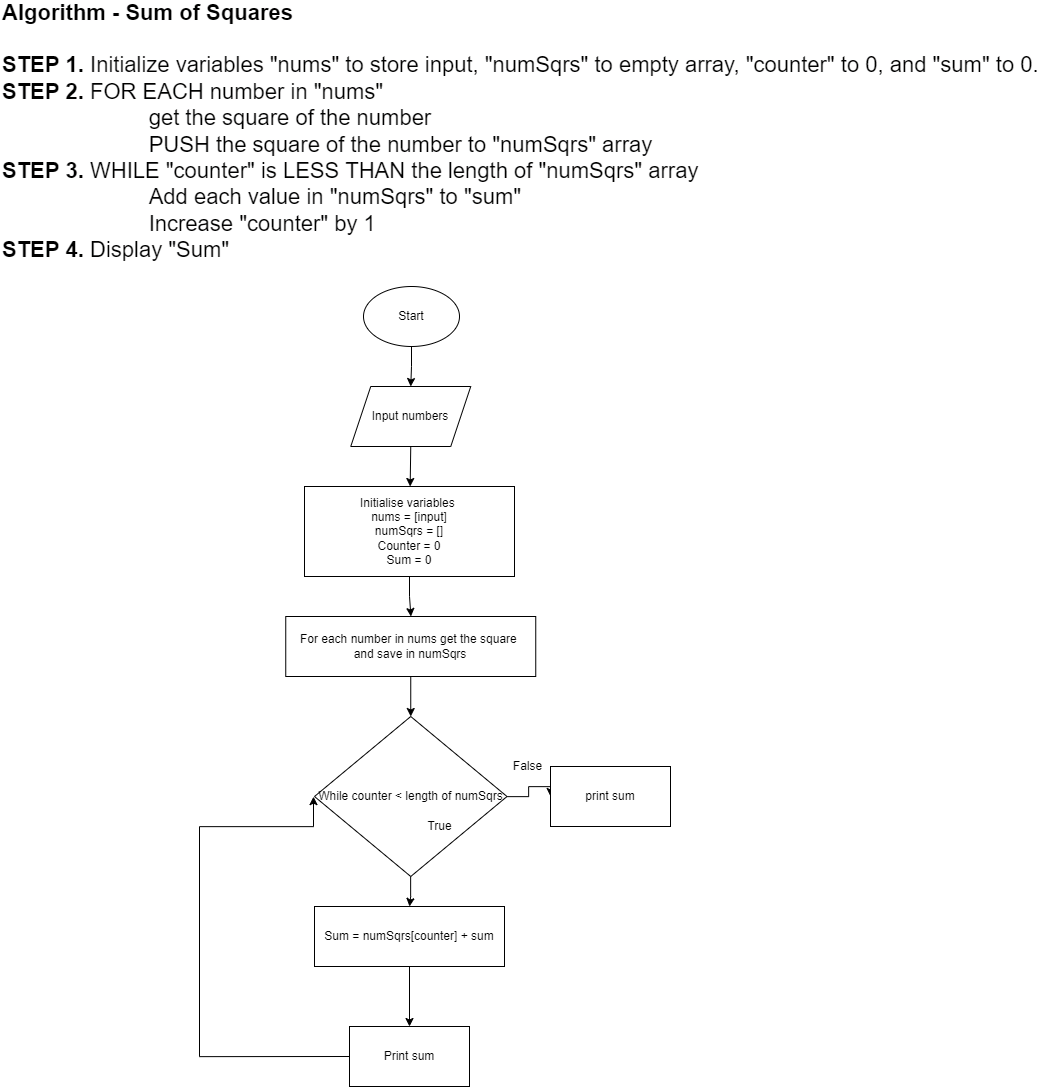 Algorithm - Sum of Squares
STEP 1. Initialize variables "nums" to store input, "numSqrs" to empty array, "counter" to 0, and "sum" to 0.
STEP 2. FOR EACH number in "nums"
get the square of the number
PUSH the square of the number to "numSqrs" array
STEP 3. WHILE "counter" is LESS THAN the length of "numSqrs" array
Add each value in "numSqrs" to "sum"
Increase "counter" by 1
STEP 4. Display "Sum"
Start
Input numbers
Initialise variables
nums = [input]
numSqrs = []
Counter = 0
Sum = 0
For each number in nums get the square
and save in numSqrs
While counter < length of numSqrs
False
print sum
True
Sum = numSqrs[counter] + sum
Print sum